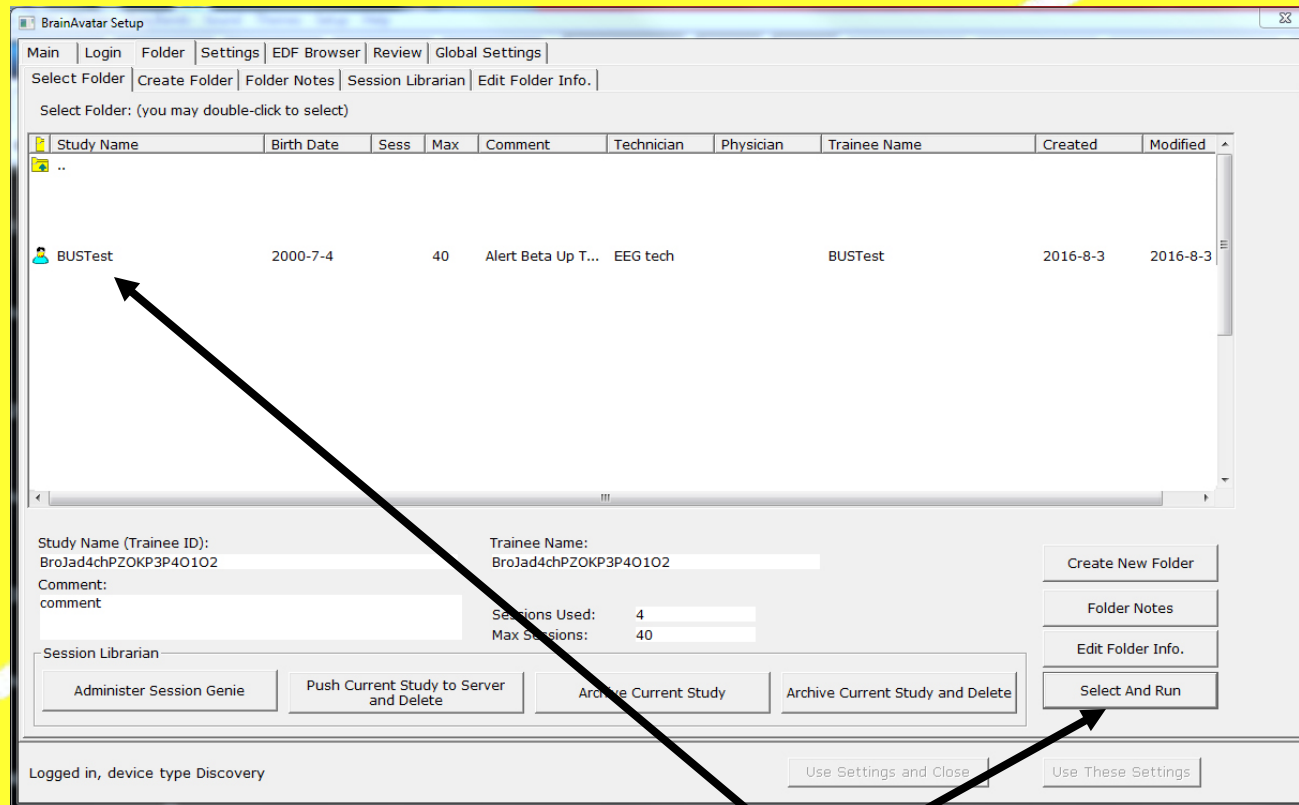 BrainAvatar Setup
Main Login Folder Settings EDF Browser Review Global Settings
Select Folder Create Folder Folder Notes Session Librarian Edit Folder Info.
Select Folder: (you may double-click to select)
Study Name Birth Date Sess Max Comment Technician Physician Trainee Name Created Modified
..
BUSTest 2000-7-4 40 Alert Beta Up T... EEG tech BUSTest 2016-8-3 2016-8-3
Study Name (Trainee ID): Trainee Name:
BroJad4chPZOKP3P4O1O2 BroJad4chPZOKP3P4O1O2
Create New Folder
Comment:
comment
Sessions Used: 4
Folder Notes
Max Sessions: 40
Edit Folder Info.
Session Librarian
Administer Session Genie
Push Current Study to Server
and Delete
Archive Current Study
Archive Current Study and Delete
Select And Run
Logged in, device type Discovery
Use Settings and Close
Use These Settings